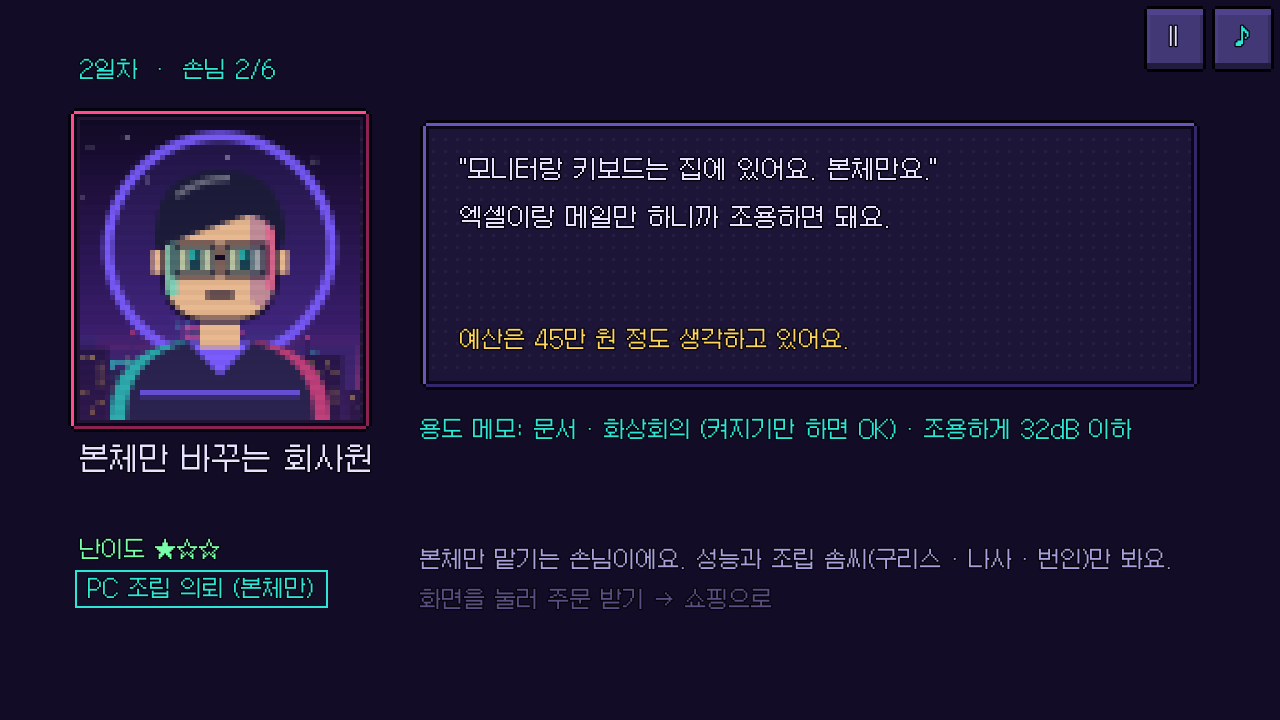 2일차 · 손님 2/6
"모니터랑 키보드는 집에 있어요. 본체만요."
엑셀이랑 메일만 하니까 조용하면 돼요.
예산은 45만 원 정도 생각하고 있어요.
용도 메모: 문서 · 화상회의 (켜지기만 하면 OK) · 조용하게 32dB 이하
본체만 바꾸는 회사원
난이도 ★☆☆
PC 조립 의뢰 (본체만)
본체만 맡기는 손님이에요. 성능과 조립 솜씨(구리스 · 나사 · 번인)만 봐요.
화면을 눌러 주문 받기 → 쇼핑으로